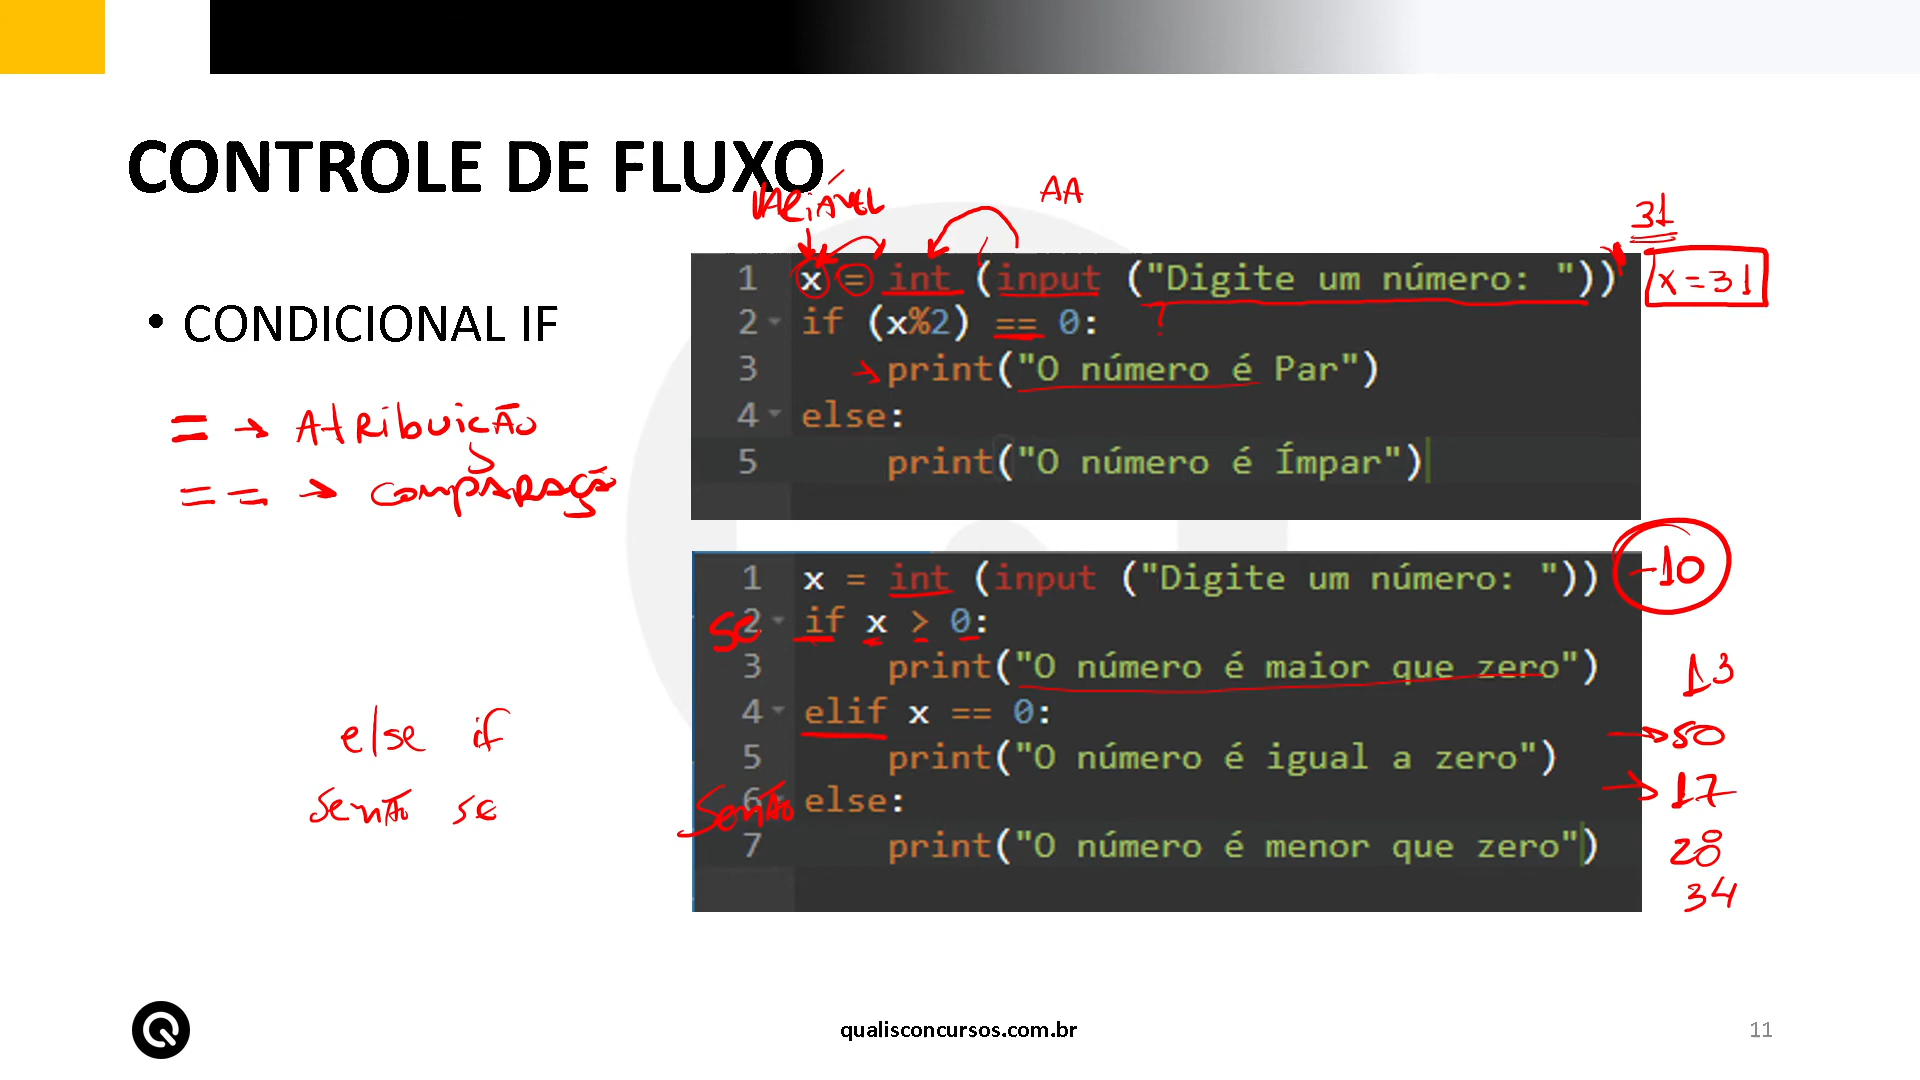 CONTROLE DE FLUXO
VARIÁVEL
AA
31
x = 31
• CONDICIONAL IF
1 x = int (input ("Digite um número: "))
2 if (x%2) == 0:
?
3 print("O número é Par")
4 else:
5 print("O número é Ímpar")
= → Atribuição
== → comparação
-10
1 x = int (input ("Digite um número: "))
se
2 if x > 0:
3 print("O número é maior que zero")
4 elif x == 0:
5 print("O número é igual a zero")
senão
6 else:
7 print("O número é menor que zero")
13
→ 50
→ 17
28
34
else if
senão se
qualisconcursos.com.br
11